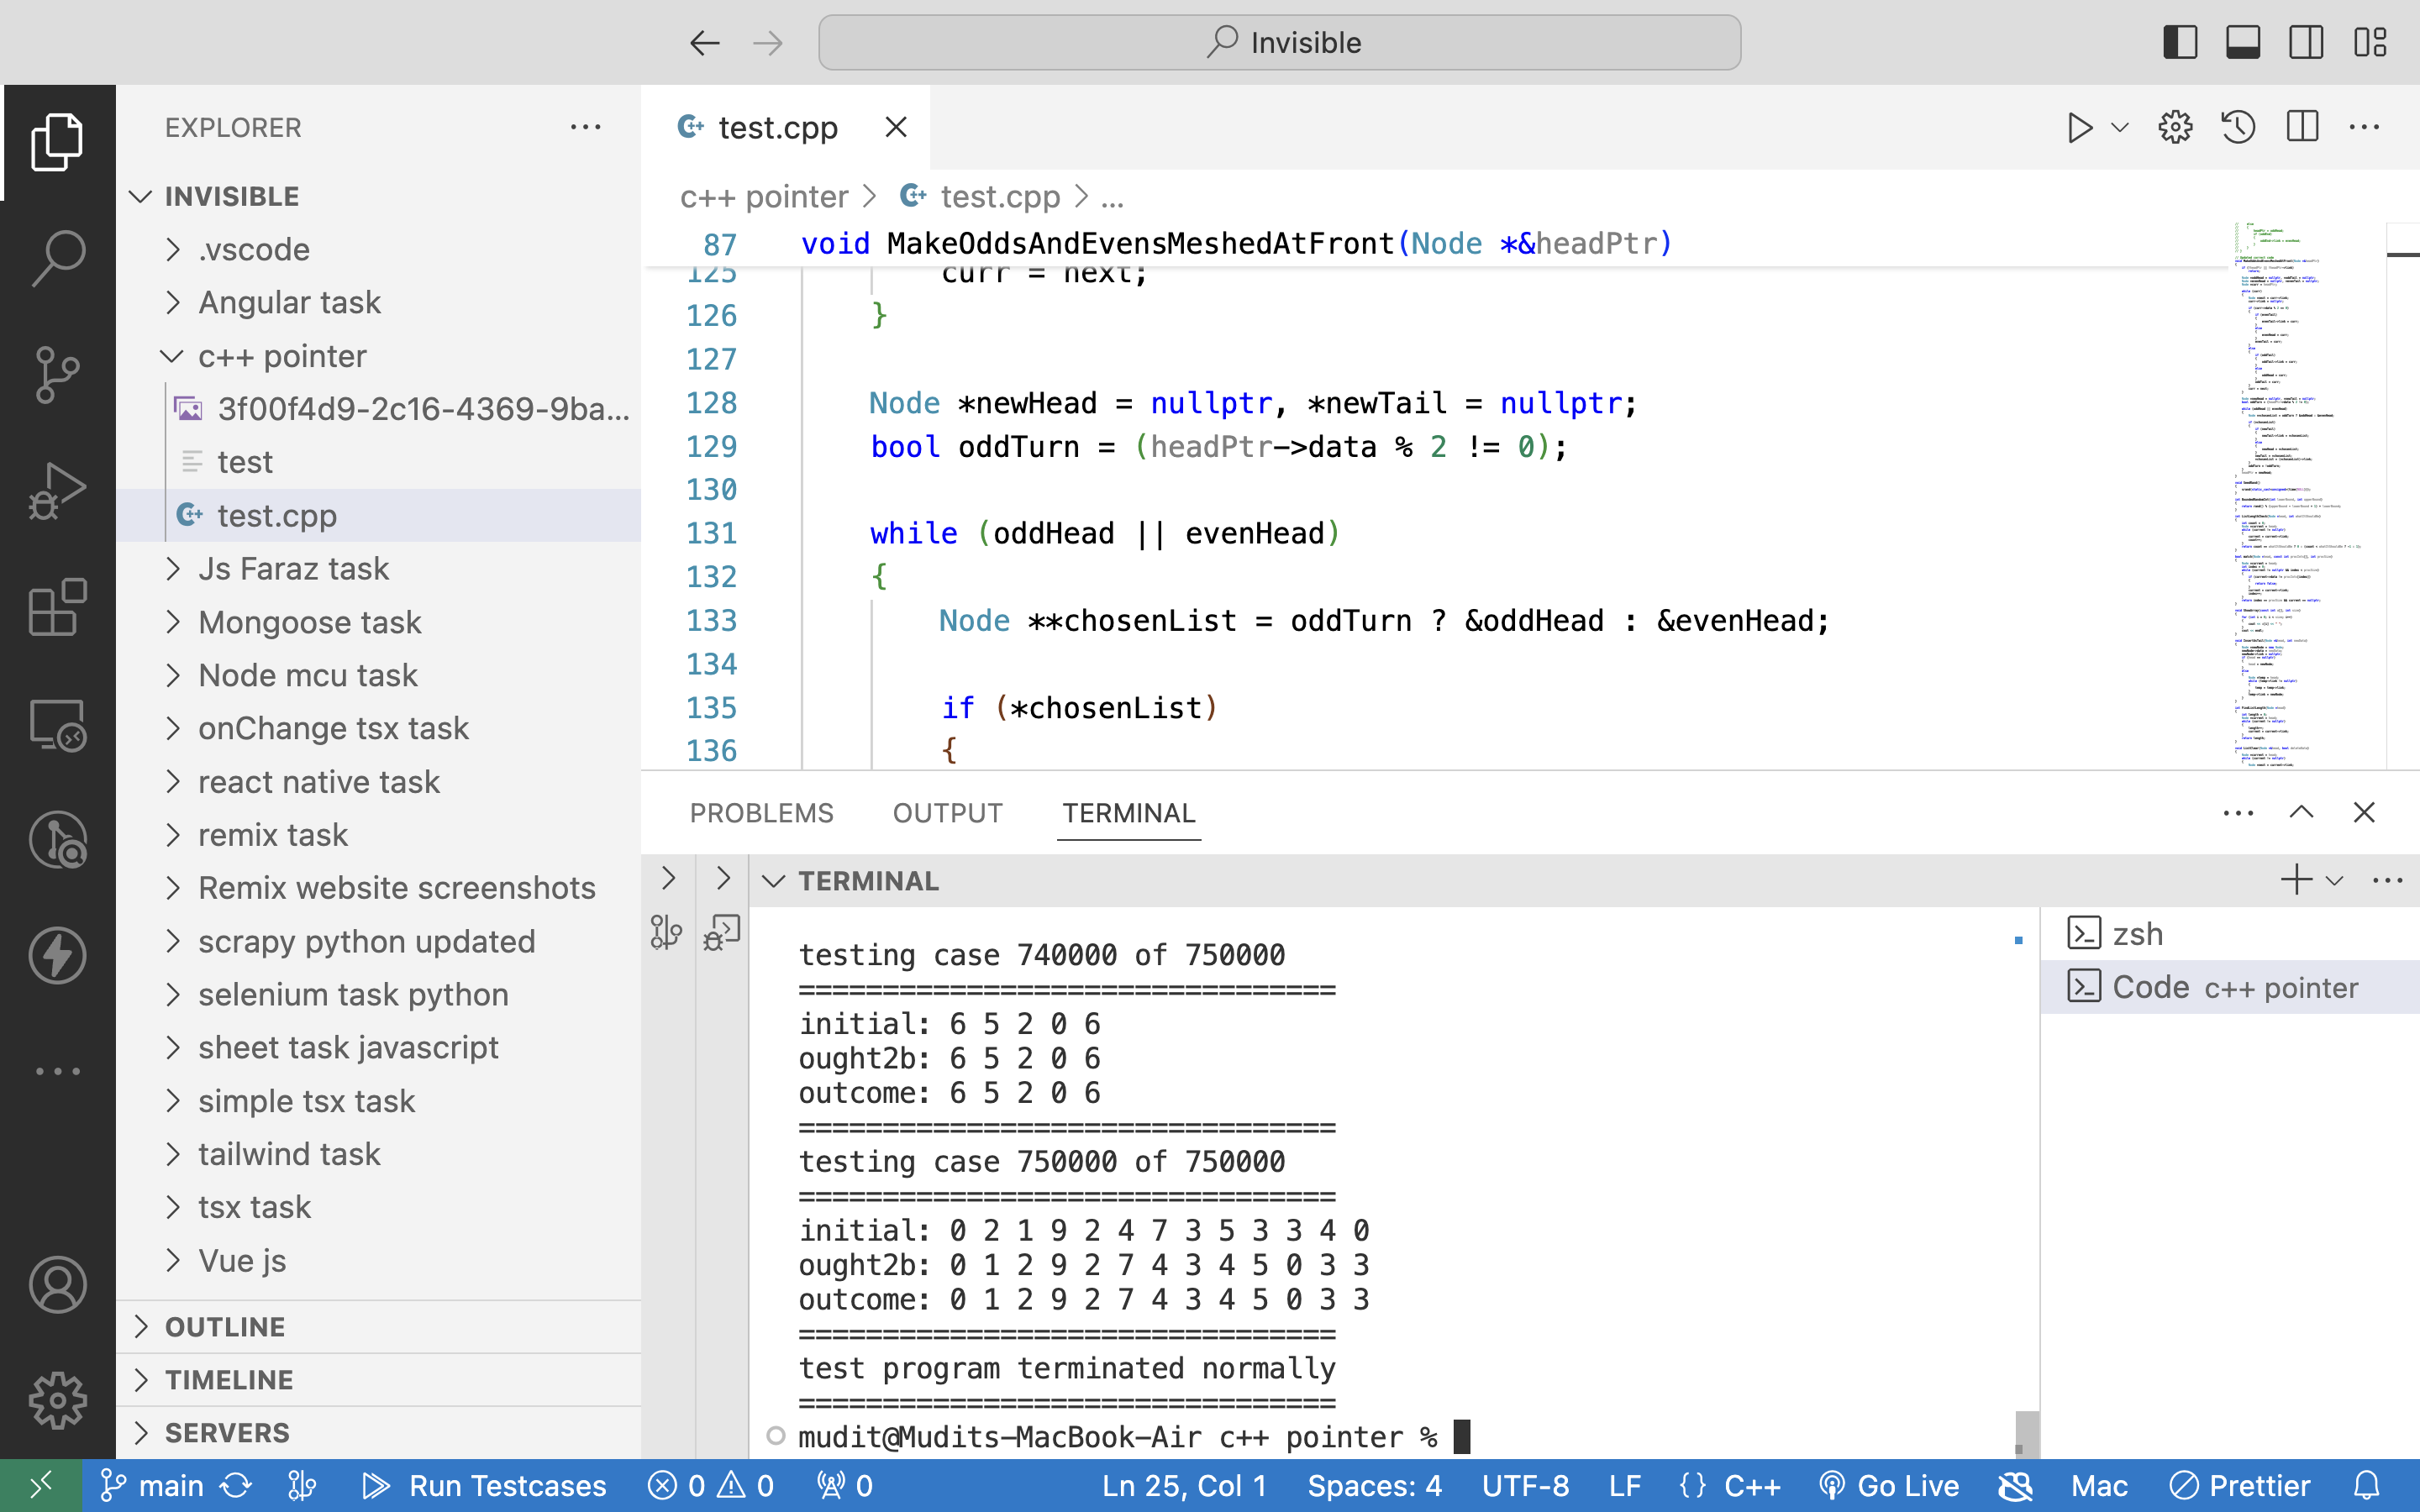 Invisible
EXPLORER
INVISIBLE
.vscode
Angular task
c++ pointer
3f00f4d9-2c16-4369-9ba...
test
test.cpp
Js Faraz task
Mongoose task
Node mcu task
onChange tsx task
react native task
remix task
Remix website screenshots
scrapy python updated
selenium task python
sheet task javascript
simple tsx task
tailwind task
tsx task
Vue js
OUTLINE
TIMELINE
SERVERS
test.cpp
c++ pointer > test.cpp > ...
87 void MakeOddsAndEvensMeshedAtFront(Node *&headPtr)
125 curr = next;
126 }
127
128 Node *newHead = nullptr, *newTail = nullptr;
129 bool oddTurn = (headPtr->data % 2 != 0);
130
131 while (oddHead || evenHead)
132 {
133 Node **chosenList = oddTurn ? &oddHead : &evenHead;
134
135 if (*chosenList)
136 {
PROBLEMS OUTPUT TERMINAL
TERMINAL
testing case 740000 of 750000
================================
initial: 6 5 2 0 6
ought2b: 6 5 2 0 6
outcome: 6 5 2 0 6
================================
testing case 750000 of 750000
================================
initial: 0 2 1 9 2 4 7 3 5 3 3 4 0
ought2b: 0 1 2 9 2 7 4 3 4 5 0 3 3
outcome: 0 1 2 9 2 7 4 3 4 5 0 3 3
================================
test program terminated normally
================================
mudit@Mudits-MacBook-Air c++ pointer %
zsh
Code c++ pointer
main Run Testcases 0 0 0 Ln 25, Col 1 Spaces: 4 UTF-8 LF {} C++ Go Live Mac Prettier